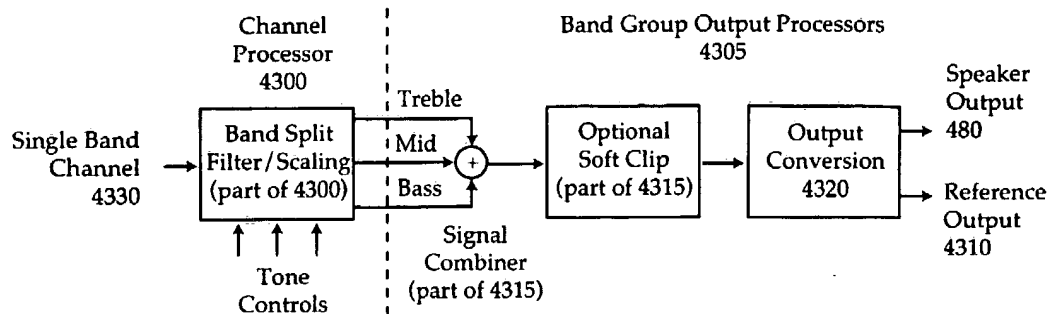 Channel
Processor
4300
Band Group Output Processors
4305
Single Band
Channel
4330
Band Split
Filter/Scaling
(part of 4300)
Tone
Controls
Treble
Mid
Bass
+
Signal
Combiner
(part of 4315)
Optional
Soft Clip
(part of 4315)
Output
Conversion
4320
Speaker
Output
480
Reference
Output
4310